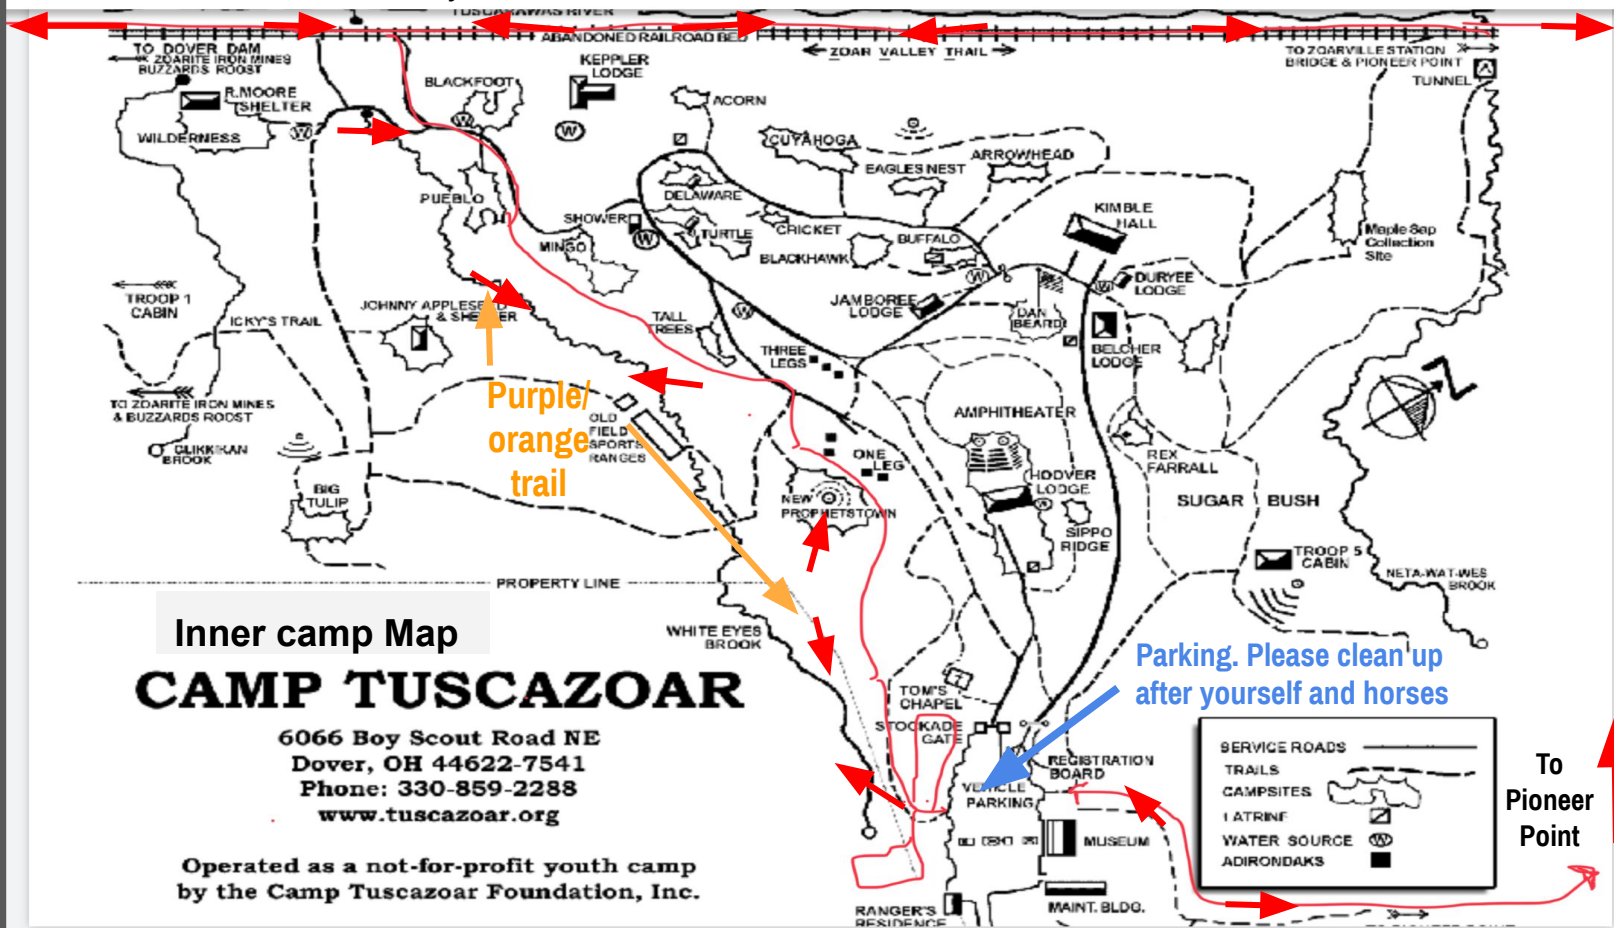 TUSCARAWAS RIVER
ABANDONED RAILROAD BED
TO DOVER DAM
ZOARITE IRON MINES
BUZZARDS ROOST
ZOAR VALLEY TRAIL
TO ZOARVILLE STATION
BRIDGE & PIONEER POINT
TUNNEL
KEPPLER
LODGE
BLACKFOOT
R.MOORE
SHELTER
WILDERNESS
W
W
W
ACORN
CUYAHOGA
EAGLES NEST
ARROWHEAD
DELAWARE
PUEBLO
SHOWER
W
TURTLE
CRICKET
MINGO
BLACKHAWK
BUFFALO
W
KIMBLE
HALL
Maple Sap
Collection
Site
DURYEE
LODGE
W
TROOP 1
CABIN
ICKY'S TRAIL
JOHNNY APPLESEED
& SHELTER
TALL
TREES
W
JAMBOREE
LODGE
DAN
BEARD
THREE
LEGS
BELCHER
LODGE
Z
TO ZOARITE IRON MINES
& BUZZARDS ROOST
Purple/
orange
trail
OLD
FIELD
SPORTS
RANGES
AMPHITHEATER
BROOK
ONE
LEG
REX
FARRALL
BIG
TULIP
NEW
PROPHETSTOWN
HOOVER
LODGE
W
SUGAR BUSH
SIPPO
RIDGE
TROOP 5
CABIN
NETA-WAT-WES
BROOK
PROPERTY LINE
Inner camp Map
WHITE EYES
BROOK
CAMP TUSCAZOAR
6066 Boy Scout Road NE
Dover, OH 44622-7541
Phone: 330-859-2288
www.tuscazoar.org
Operated as a not-for-profit youth camp
by the Camp Tuscazoar Foundation, Inc.
Parking. Please clean up
after yourself and horses
TOM'S
CHAPEL
STOCKADE
GATE
REGISTRATION
BOARD
VEHICLE
PARKING
MUSEUM
RANGER'S
RESIDENCE
MAINT. BLDG.
SERVICE ROADS
TRAILS
CAMPSITES
LATRINE
WATER SOURCE W
ADIRONDAKS
To
Pioneer
Point